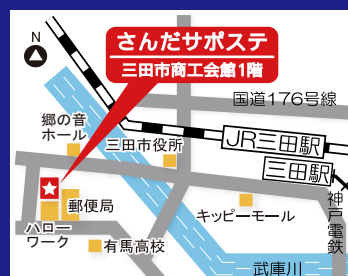 N
さんだサポステ
三田市商工会館1階
国道176号線
郷の音
ホール
三田市役所
JR三田駅
三田駅
神戸電鉄
郵便局
ハロー
ワーク
キッピーモール
有馬高校
武庫川